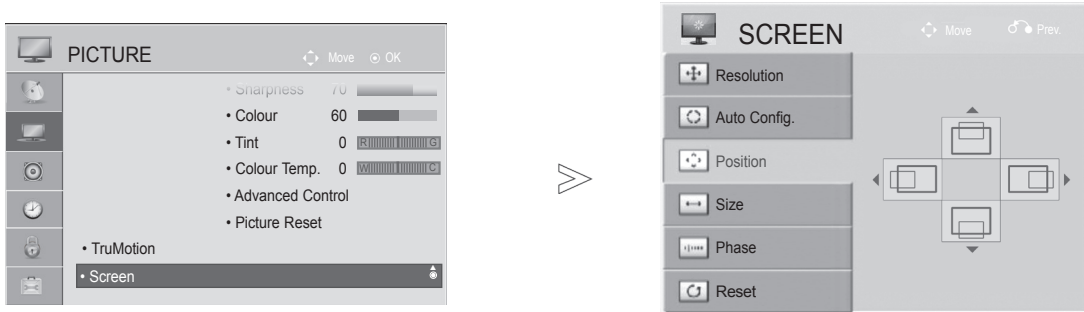 PICTURE
Move OK
• Sharpness 70
• Colour 60
• Tint 0 R G
• Colour Temp. 0 W C
• Advanced Control
• Picture Reset
• TruMotion
• Screen
SCREEN
Move Prev.
Resolution
Auto Config.
Position
Size
Phase
Reset